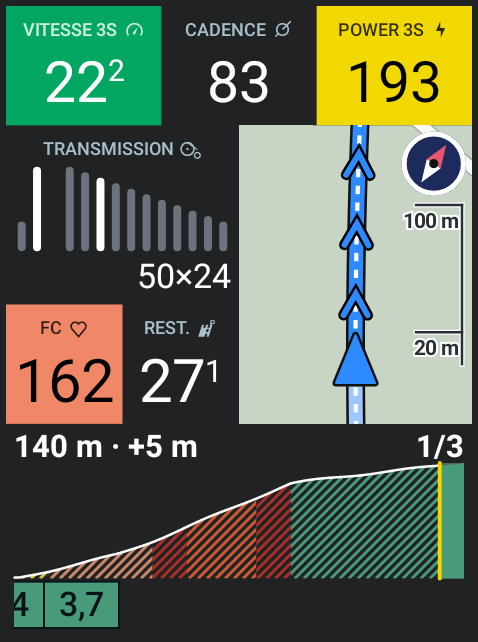 VITESSE 3S
CADENCE
POWER 3S
22²
83
193
TRANSMISSION
50×24
100 m
20 m
FC
REST.
162
27¹
140 m · +5 m
1/3
4
3,7